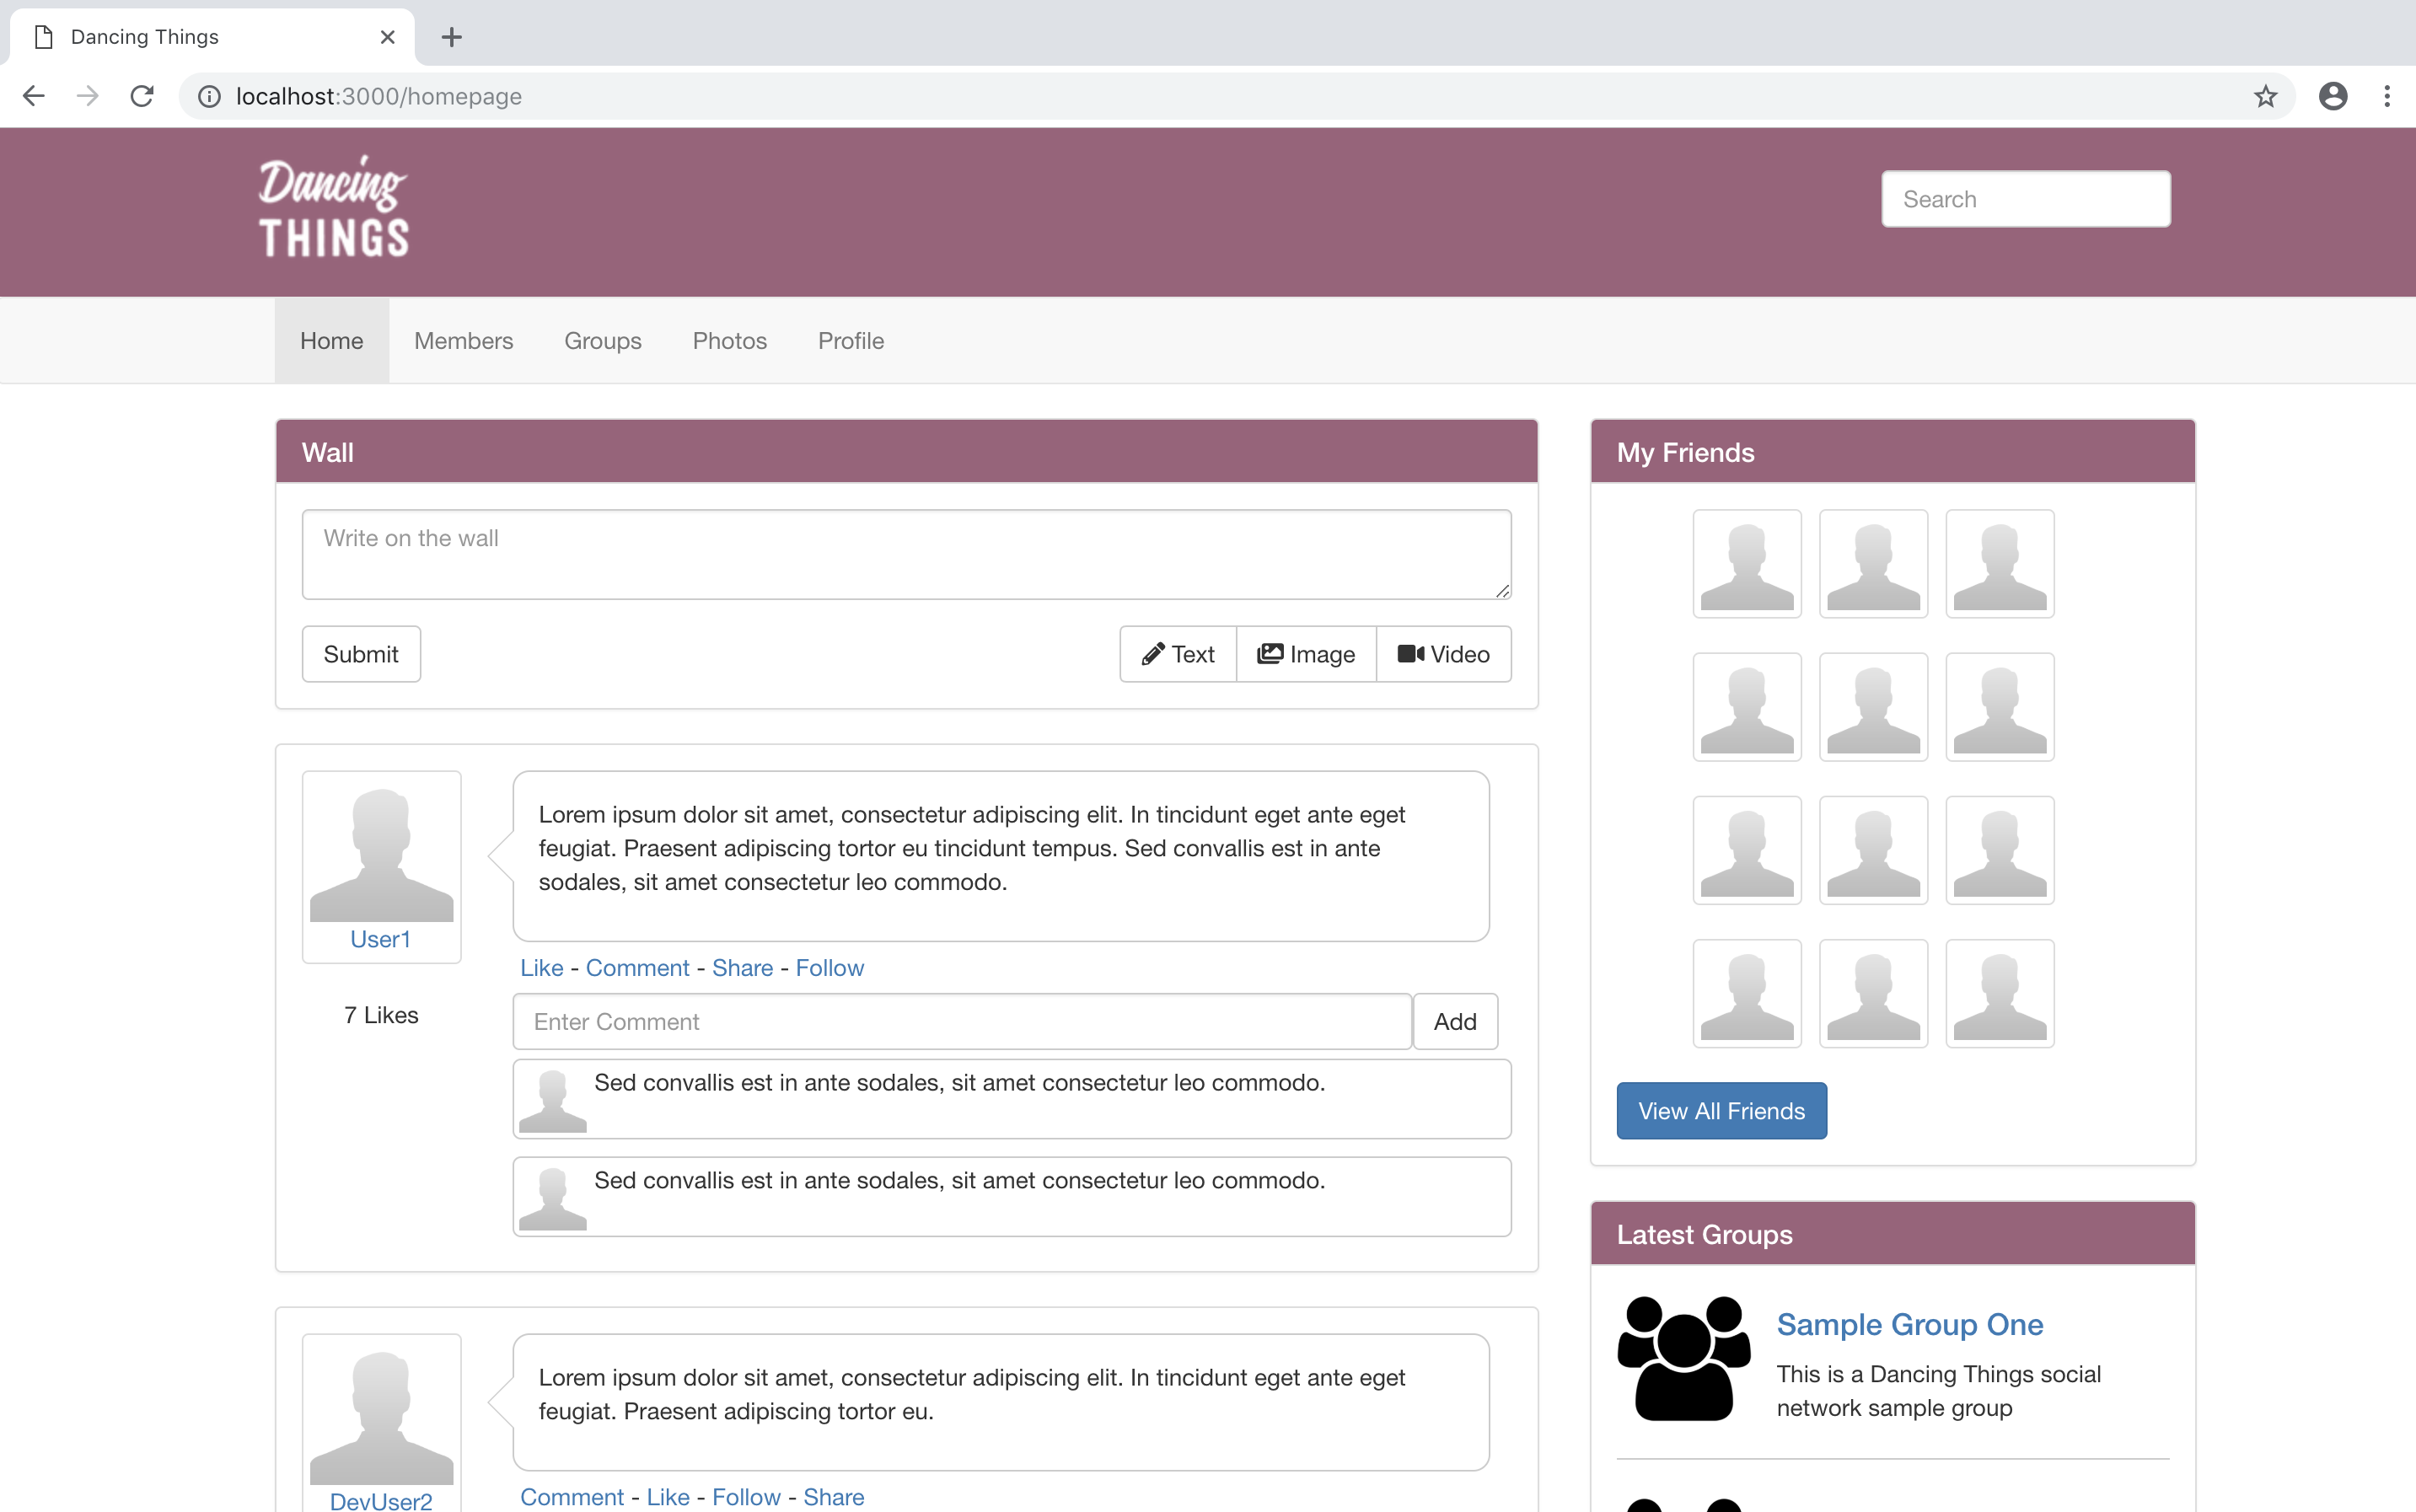 Dancing Things
localhost:3000/homepage
Dancing
THINGS
Search
Home
Members
Groups
Photos
Profile
Wall
Write on the wall
Submit
Text
Image
Video
Lorem ipsum dolor sit amet, consectetur adipiscing elit. In tincidunt eget ante eget
feugiat. Praesent adipiscing tortor eu tincidunt tempus. Sed convallis est in ante
sodales, sit amet consectetur leo commodo.
User1
Like - Comment - Share - Follow
7 Likes
Enter Comment
Add
Sed convallis est in ante sodales, sit amet consectetur leo commodo.
Sed convallis est in ante sodales, sit amet consectetur leo commodo.
Lorem ipsum dolor sit amet, consectetur adipiscing elit. In tincidunt eget ante eget
feugiat. Praesent adipiscing tortor eu.
DevUser2
Comment - Like - Follow - Share
My Friends
View All Friends
Latest Groups
Sample Group One
This is a Dancing Things social
network sample group